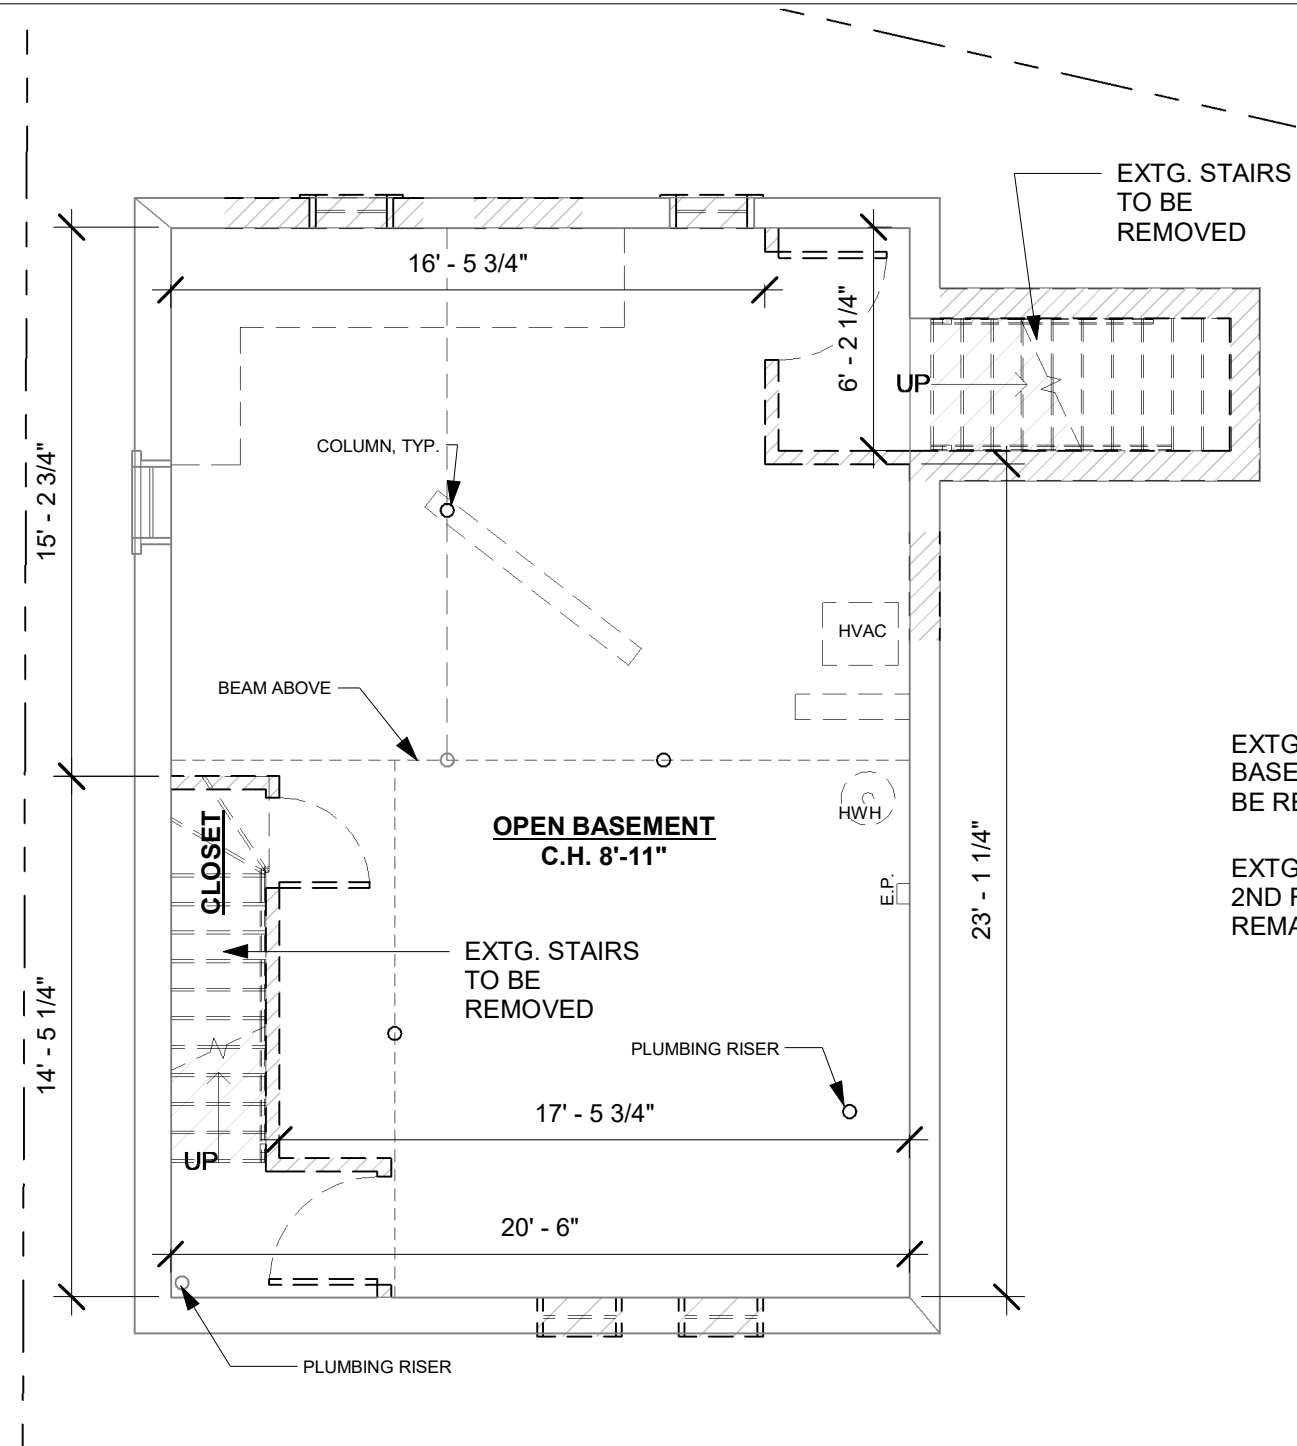 EXTG. STAIRS
TO BE
REMOVED
16' - 5 3/4"
6' - 2 1/4"
UP
COLUMN, TYP.
15' - 2 3/4"
HVAC
BEAM ABOVE
EXTG
BASE
BE RE
HWH
OPEN BASEMENT
C.H. 8'-11"
CLOSET
E.P.
23' - 1 1/4"
EXTG
2ND F
REMA
EXTG. STAIRS
TO BE
REMOVED
14' - 5 1/4"
PLUMBING RISER
17' - 5 3/4"
UP
20' - 6"
PLUMBING RISER